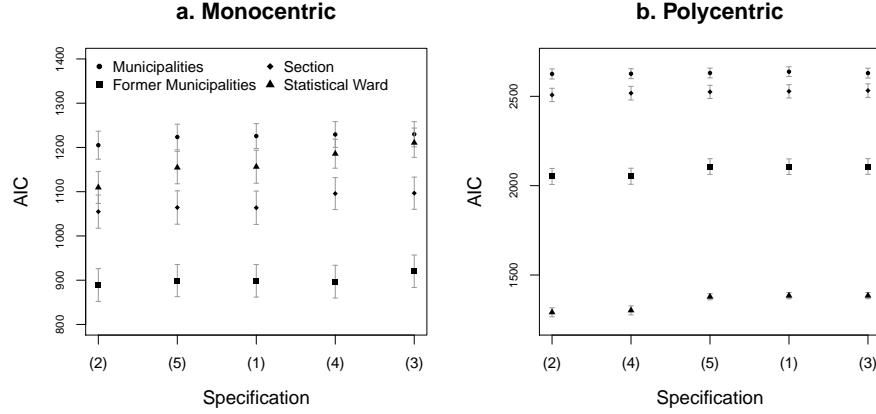 a. Monocentric
1400
1300
1200
1100
1000
900
800
AIC
Municipalities
Former Municipalities
Section
Statistical Ward
(2) (5) (1) (4) (3)
Specification
b. Polycentric
2500
2000
1500
AIC
(2) (4) (5) (1) (3)
Specification